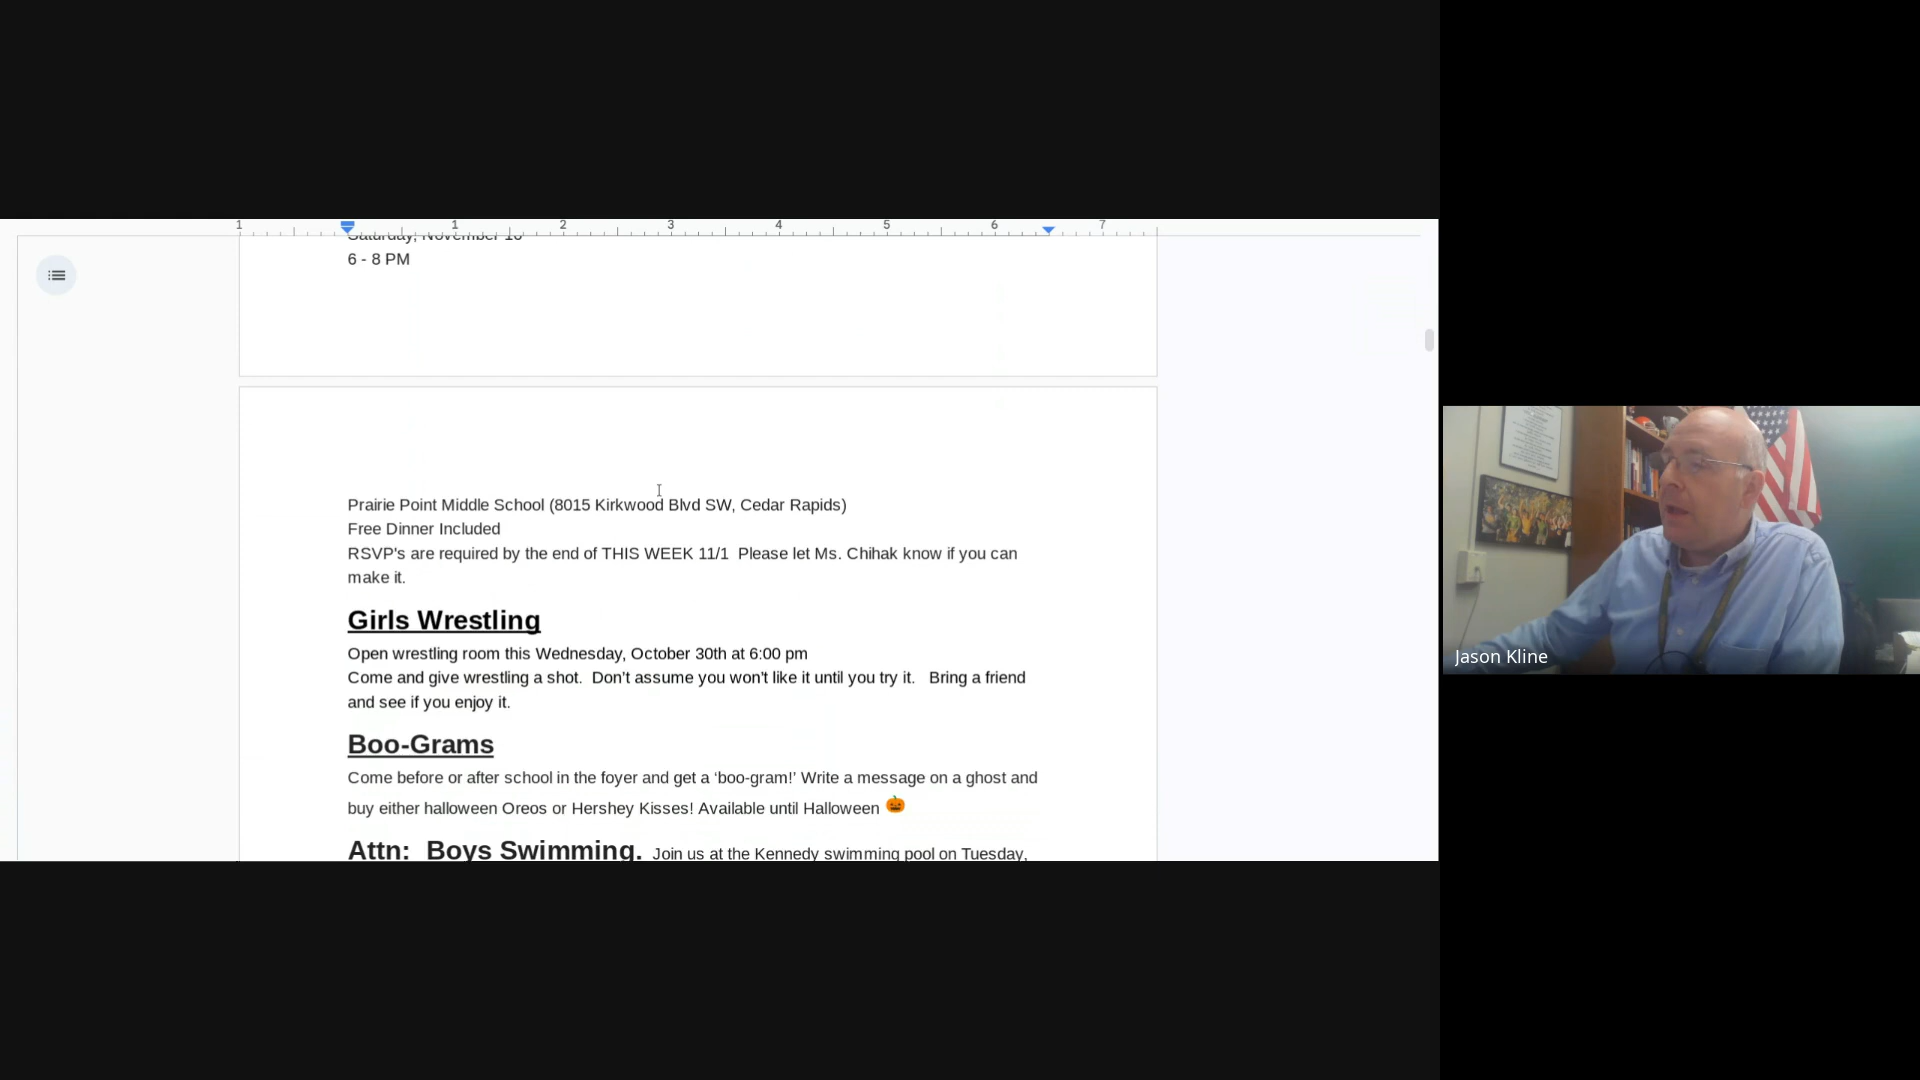 1 1 2 3 4 5 6 7
Saturday, November 16
6 - 8 PM
Prairie Point Middle School (8015 Kirkwood Blvd SW, Cedar Rapids)
Free Dinner Included
RSVP's are required by the end of THIS WEEK 11/1 Please let Ms. Chihak know if you can
make it.
Girls Wrestling
Open wrestling room this Wednesday, October 30th at 6:00 pm
Come and give wrestling a shot. Don't assume you won't like it until you try it. Bring a friend
and see if you enjoy it.
Boo-Grams
Come before or after school in the foyer and get a ‘boo-gram!’ Write a message on a ghost and
buy either halloween Oreos or Hershey Kisses! Available until Halloween 🎃
Attn: Boys Swimming. Join us at the Kennedy swimming pool on Tuesday,
Jason Kline